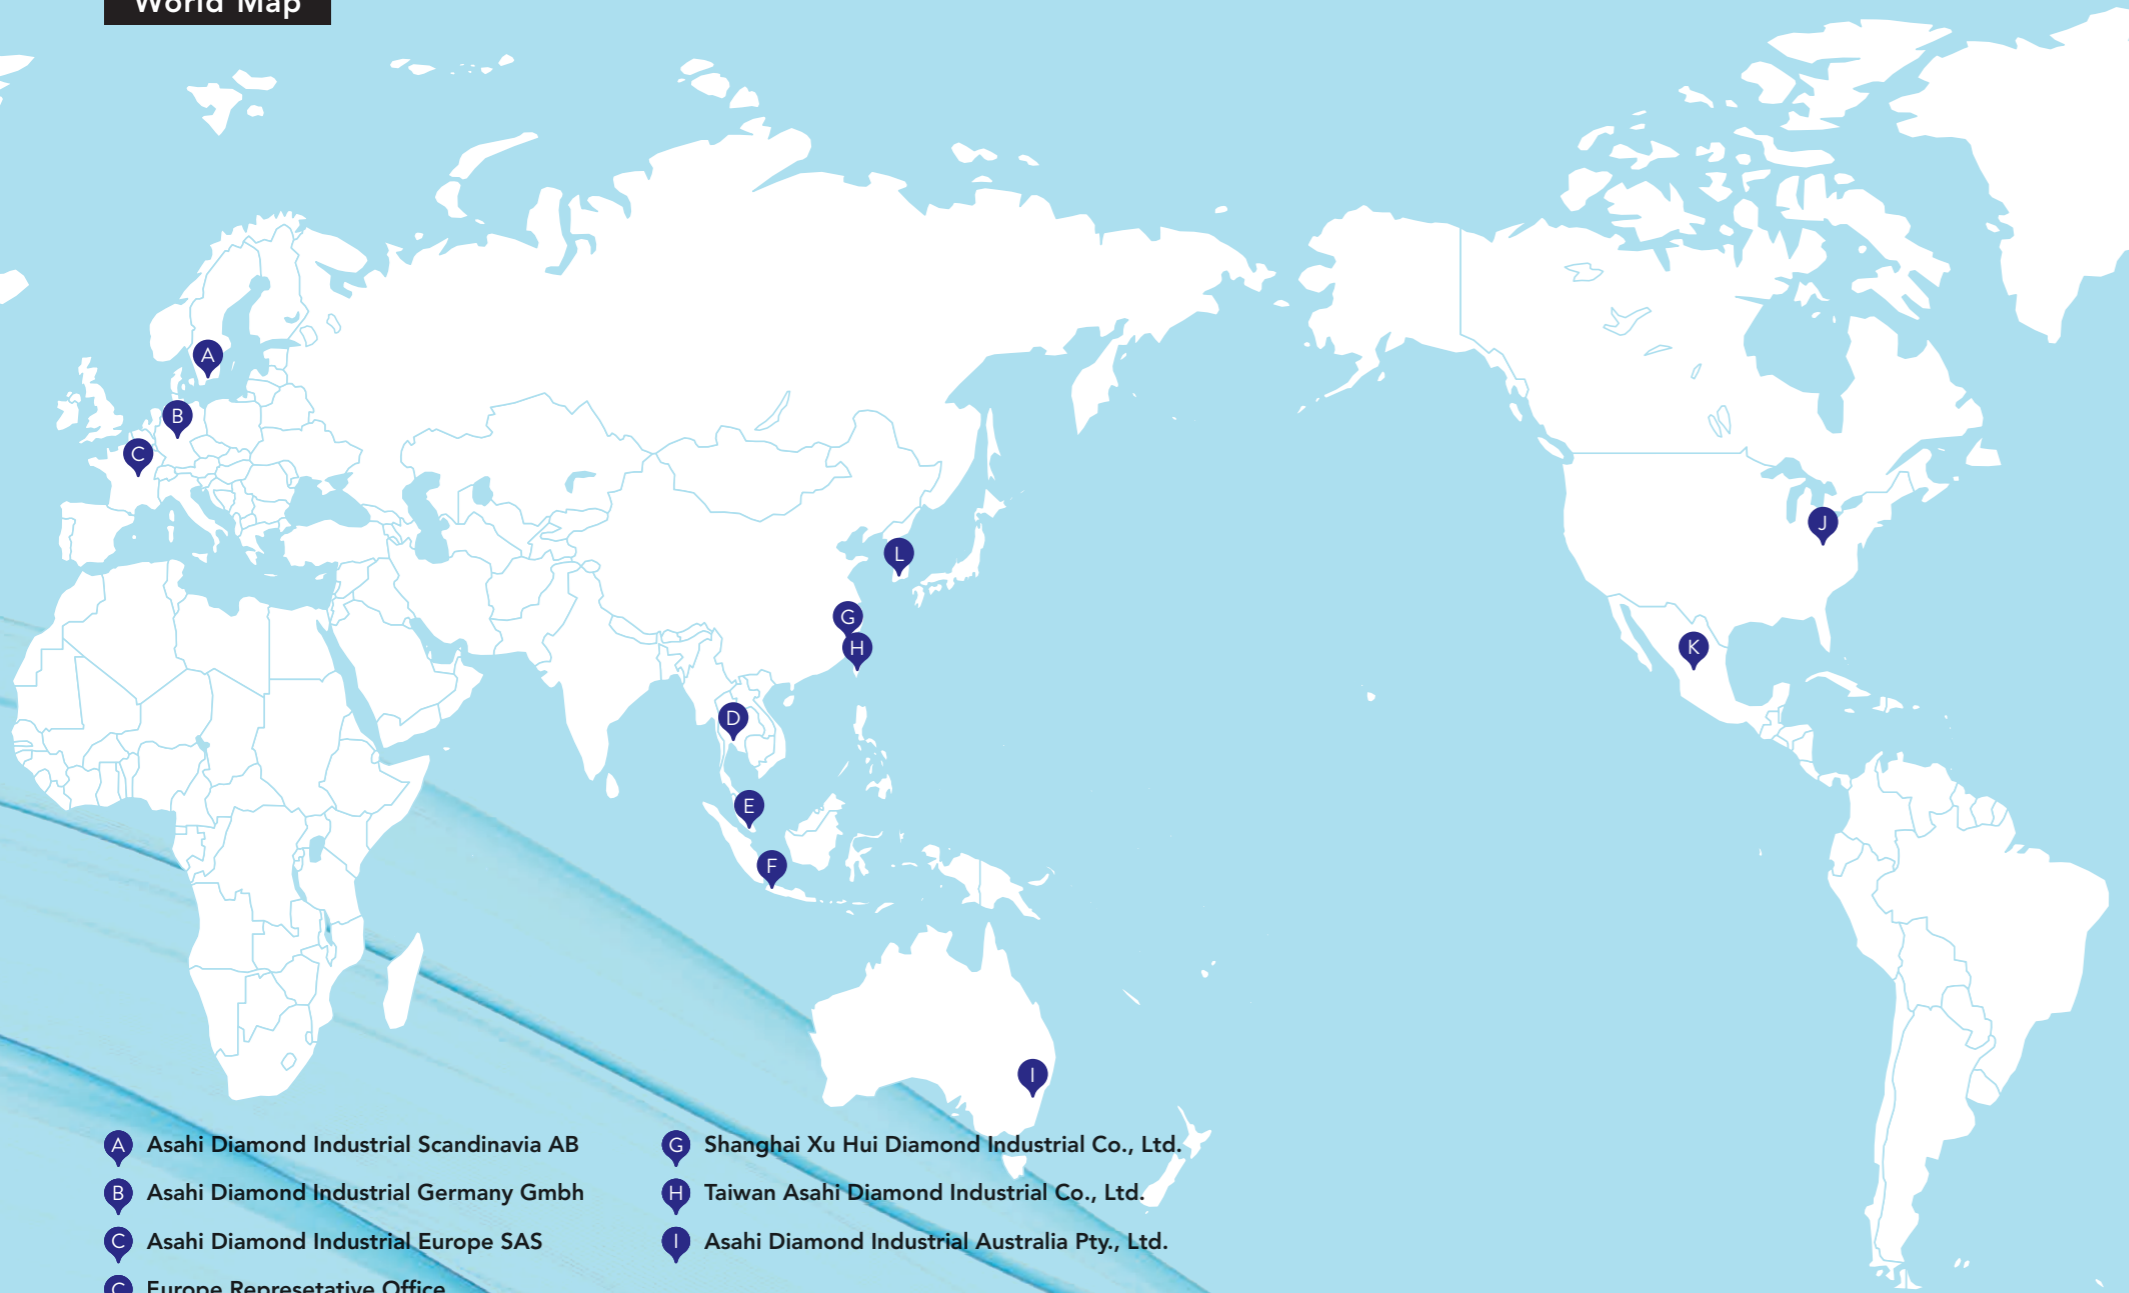 World Map
A
B
C
L
J
G
H
K
D
E
F
I
A Asahi Diamond Industrial Scandinavia AB
B Asahi Diamond Industrial Germany Gmbh
C Asahi Diamond Industrial Europe SAS
C Europe Represetative Office
G Shanghai Xu Hui Diamond Industrial Co., Ltd.
H Taiwan Asahi Diamond Industrial Co., Ltd.
I Asahi Diamond Industrial Australia Pty., Ltd.